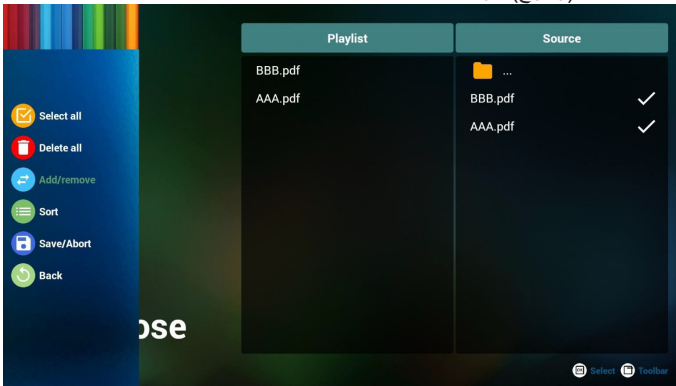 Playlist
Source
BBB.pdf
AAA.pdf
...
BBB.pdf
AAA.pdf
Select all
Delete all
Add/remove
Sort
Save/Abort
Back
ose
OK Select Toolbar